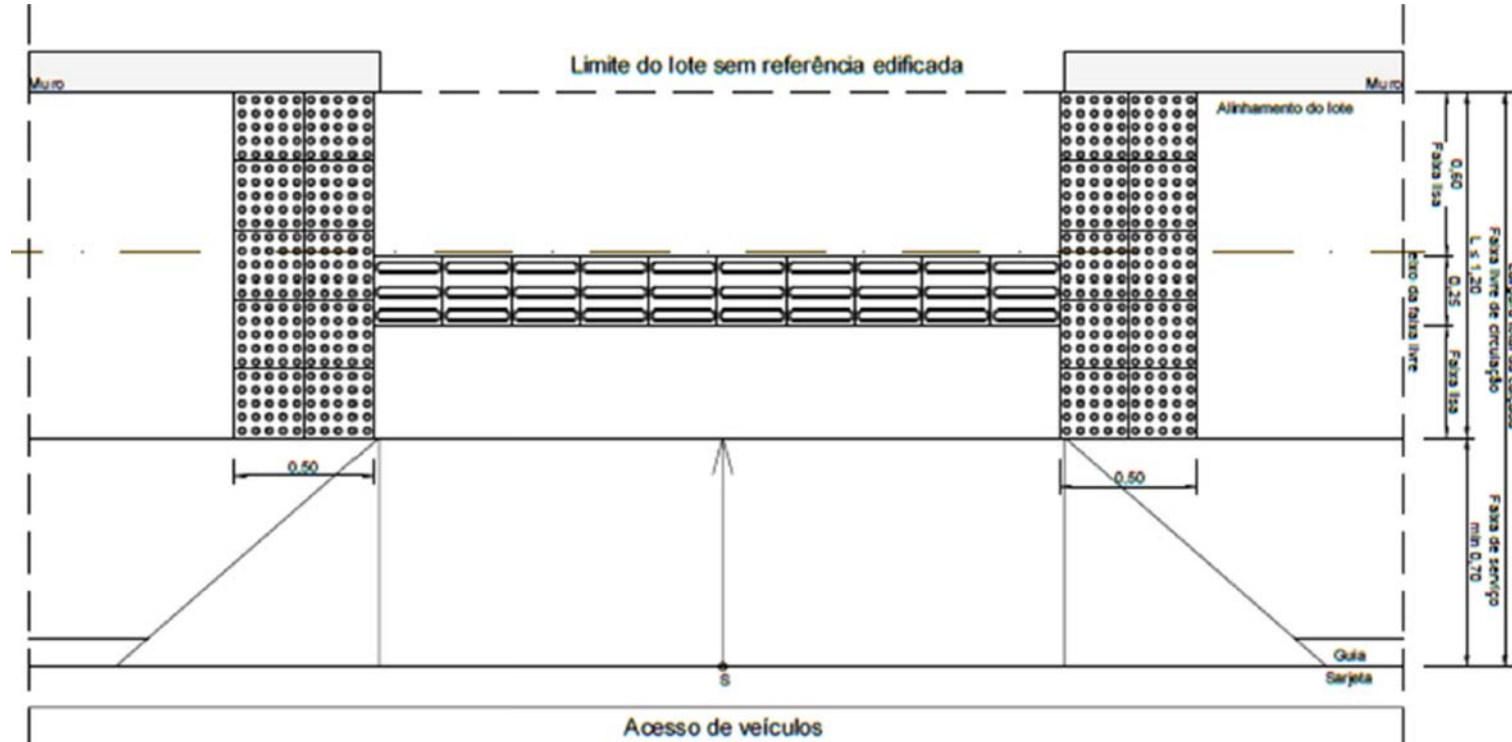 Limite do lote sem referência edificada
Muro
Muro
Alinhamento do lote
0,60
Faixa lisa
0,25
Faixa lisa
eixo da faixa livre
Faixa livre de circulação
L ≤ 1,20
Faixa de serviço
min 0,70
0,50
0,50
Guia
Sarjeta
S
Acesso de veículos